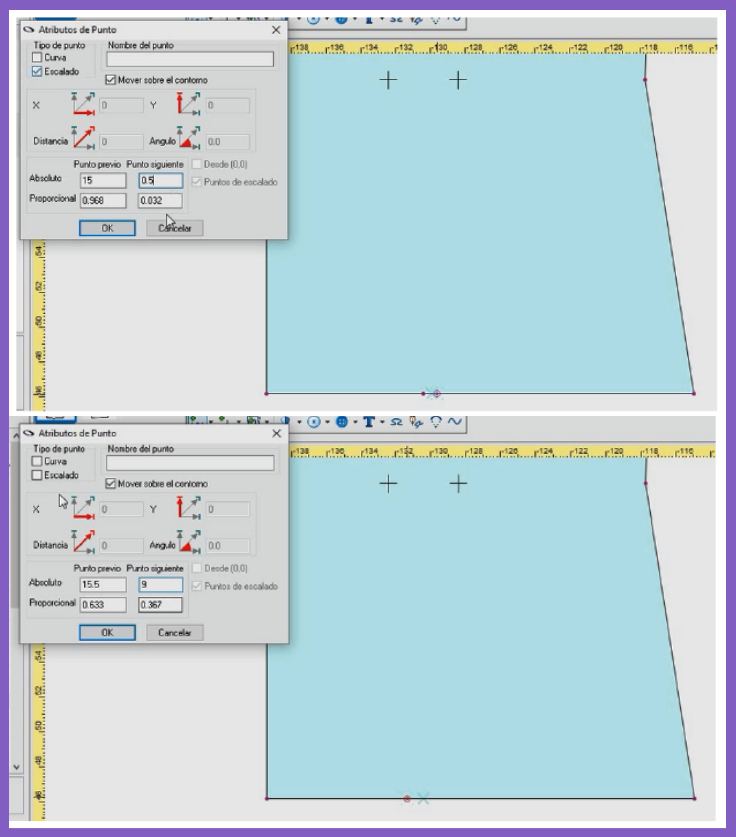 Atributos de Punto
Tipo de punto
Nombre del punto
Curva
Escalado
Mover sobre el contorno
X 0 Y 0
Distancia 0 Angulo 0.0
Punto previo Punto siguiente Desde (0,0)
Absoluto 15 0.5 Puntos de escalado
Proporcional 0.968 0.032
OK Cancelar
138 136 134 132 130 128 126 124 122 120 118 116
54
52
50
48
46
Atributos de Punto
Tipo de punto
Nombre del punto
Curva
Escalado
Mover sobre el contorno
X 0 Y 0
Distancia 0 Angulo 0.0
Punto previo Punto siguiente Desde (0,0)
Absoluto 15.5 9 Puntos de escalado
Proporcional 0.633 0.367
OK Cancelar
138 136 134 132 130 128 126 124 122 120 118 116
54
52
50
48